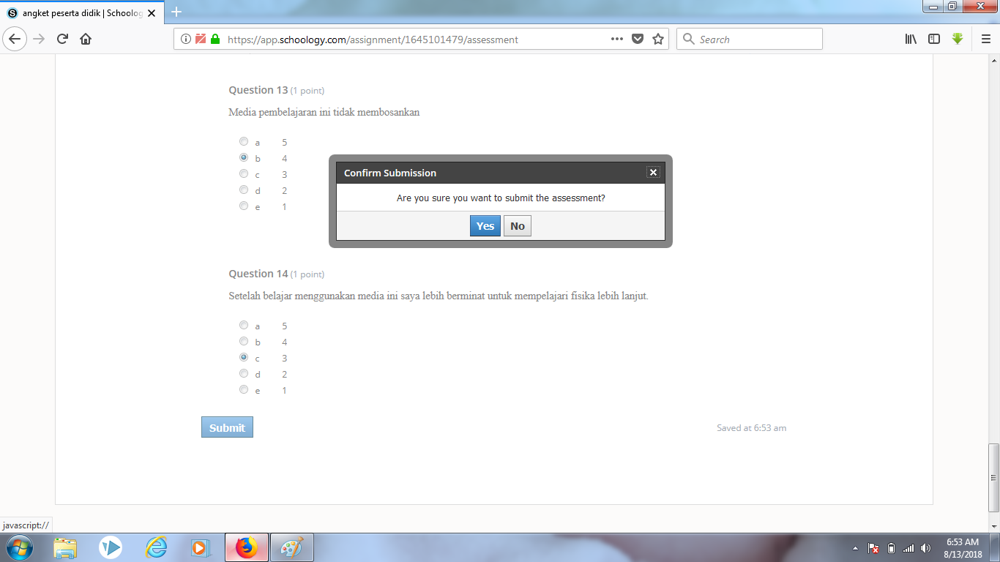 angket peserta didik | Schoolog
https://app.schoology.com/assignment/1645101479/assessment
Search
Question 13 (1 point)
Media pembelajaran ini tidak membosankan
a 5
b 4
c 3
d 2
e 1
Confirm Submission
Are you sure you want to submit the assessment?
Yes No
Question 14 (1 point)
Setelah belajar menggunakan media ini saya lebih berminat untuk mempelajari fisika lebih lanjut.
a 5
b 4
c 3
d 2
e 1
Submit
Saved at 6:53 am
javascript://
6:53 AM
8/13/2018